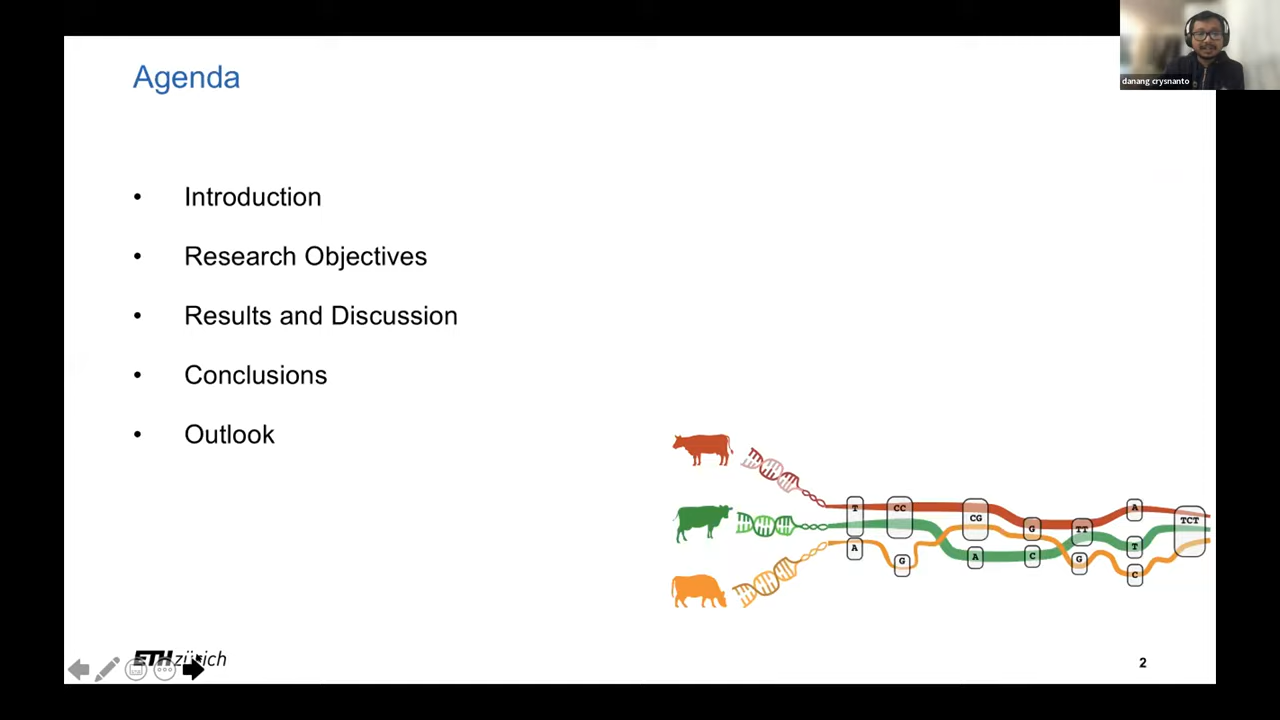 Agenda
danang crysnanto
• Introduction
• Research Objectives
• Results and Discussion
• Conclusions
• Outlook
T CC CG G TT A TCT
A G A C G T
C
ETH zürich
2